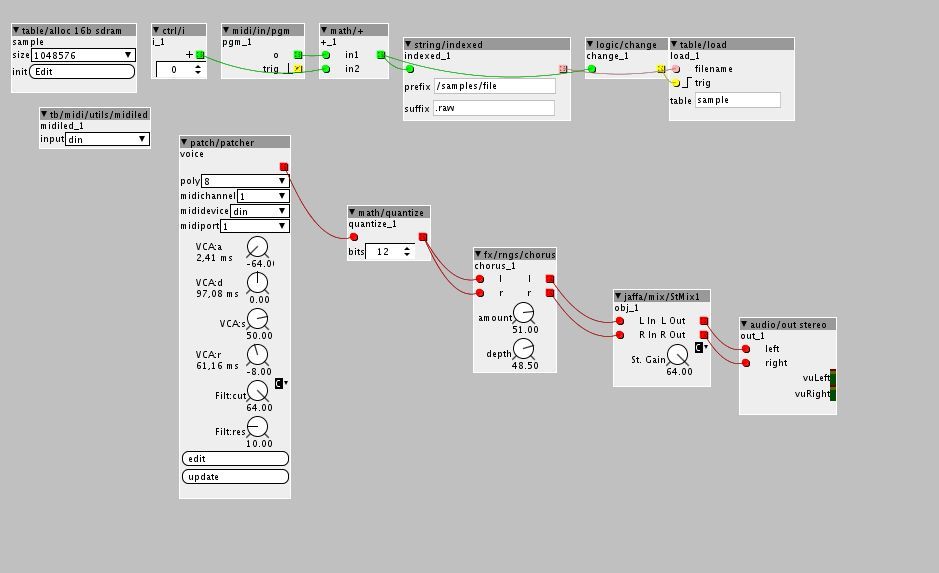 table/alloc 16b sdram
sample
size 1048576
init Edit
ctrl/i
i_1
+
0
midi/in/pgm
pgm_1
o
trig
math/+
+_1
in1
in2
string/indexed
indexed_1
prefix /samples/file
suffix .raw
logic/change
change_1
table/load
load_1
filename
trig
table sample
tb/midi/utils/midiled
midiled_1
input din
patch/patcher
voice
poly 8
midichannel 1
mididevice din
midiport 1
VCA:a
2,41 ms
-64.0
VCA:d
97,08 ms
0.00
VCA:s
50.00
VCA:r
61,16 ms
-8.00
C
Filt:cut
64.00
Filt:res
10.00
edit
update
math/quantize
quantize_1
bits 12
fx/rngs/chorus
chorus_1
l l
r r
amount
51.00
depth
48.50
jaffa/mix/StMix1
obj_1
L In L Out
R In R Out
C
St. Gain
64.00
audio/out stereo
out_1
left
right
vuLeft
vuRight